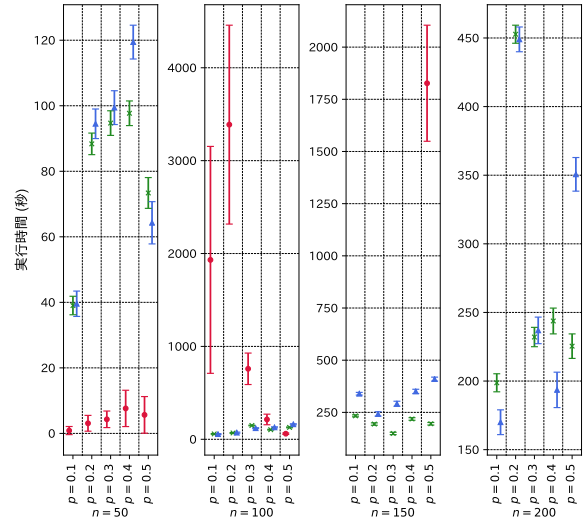 実行時間 (秒)
120
100
80
60
40
20
0
p = 0.1
p = 0.2
p = 0.3
p = 0.4
p = 0.5
n = 50
4000
3000
2000
1000
0
p = 0.1
p = 0.2
p = 0.3
p = 0.4
p = 0.5
n = 100
2000
1750
1500
1250
1000
750
500
250
p = 0.1
p = 0.2
p = 0.3
p = 0.4
p = 0.5
n = 150
450
400
350
300
250
200
150
p = 0.1
p = 0.2
p = 0.3
p = 0.4
p = 0.5
n = 200